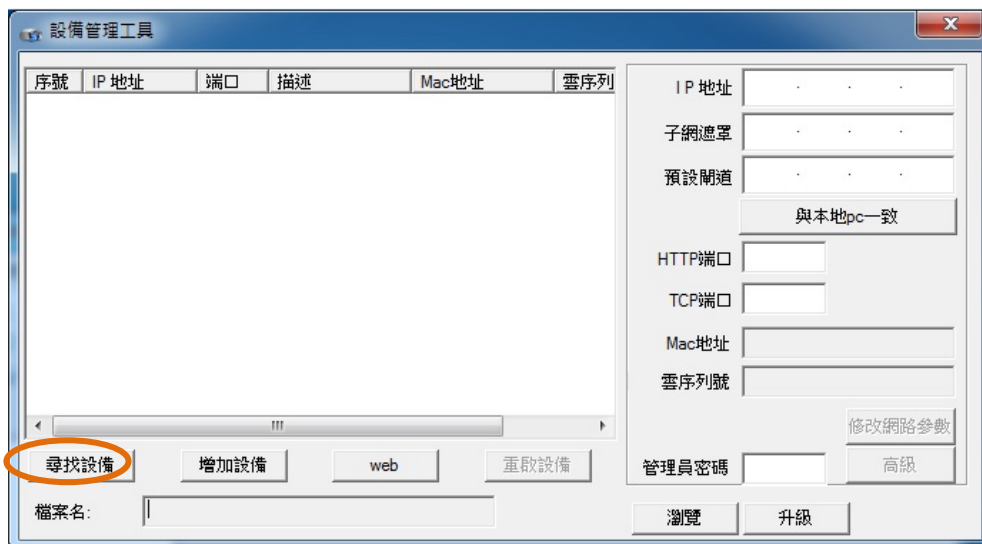 設備管理工具
序號 IP 地址 端口 描述 Mac地址 雲序列
IP 地址
子網遮罩
預設閘道
與本地pc一致
HTTP端口
TCP端口
Mac地址
雲序列號
修改網路參數
尋找設備 增加設備 web 重啟設備 管理員密碼 高級
檔案名: 瀏覽 升級